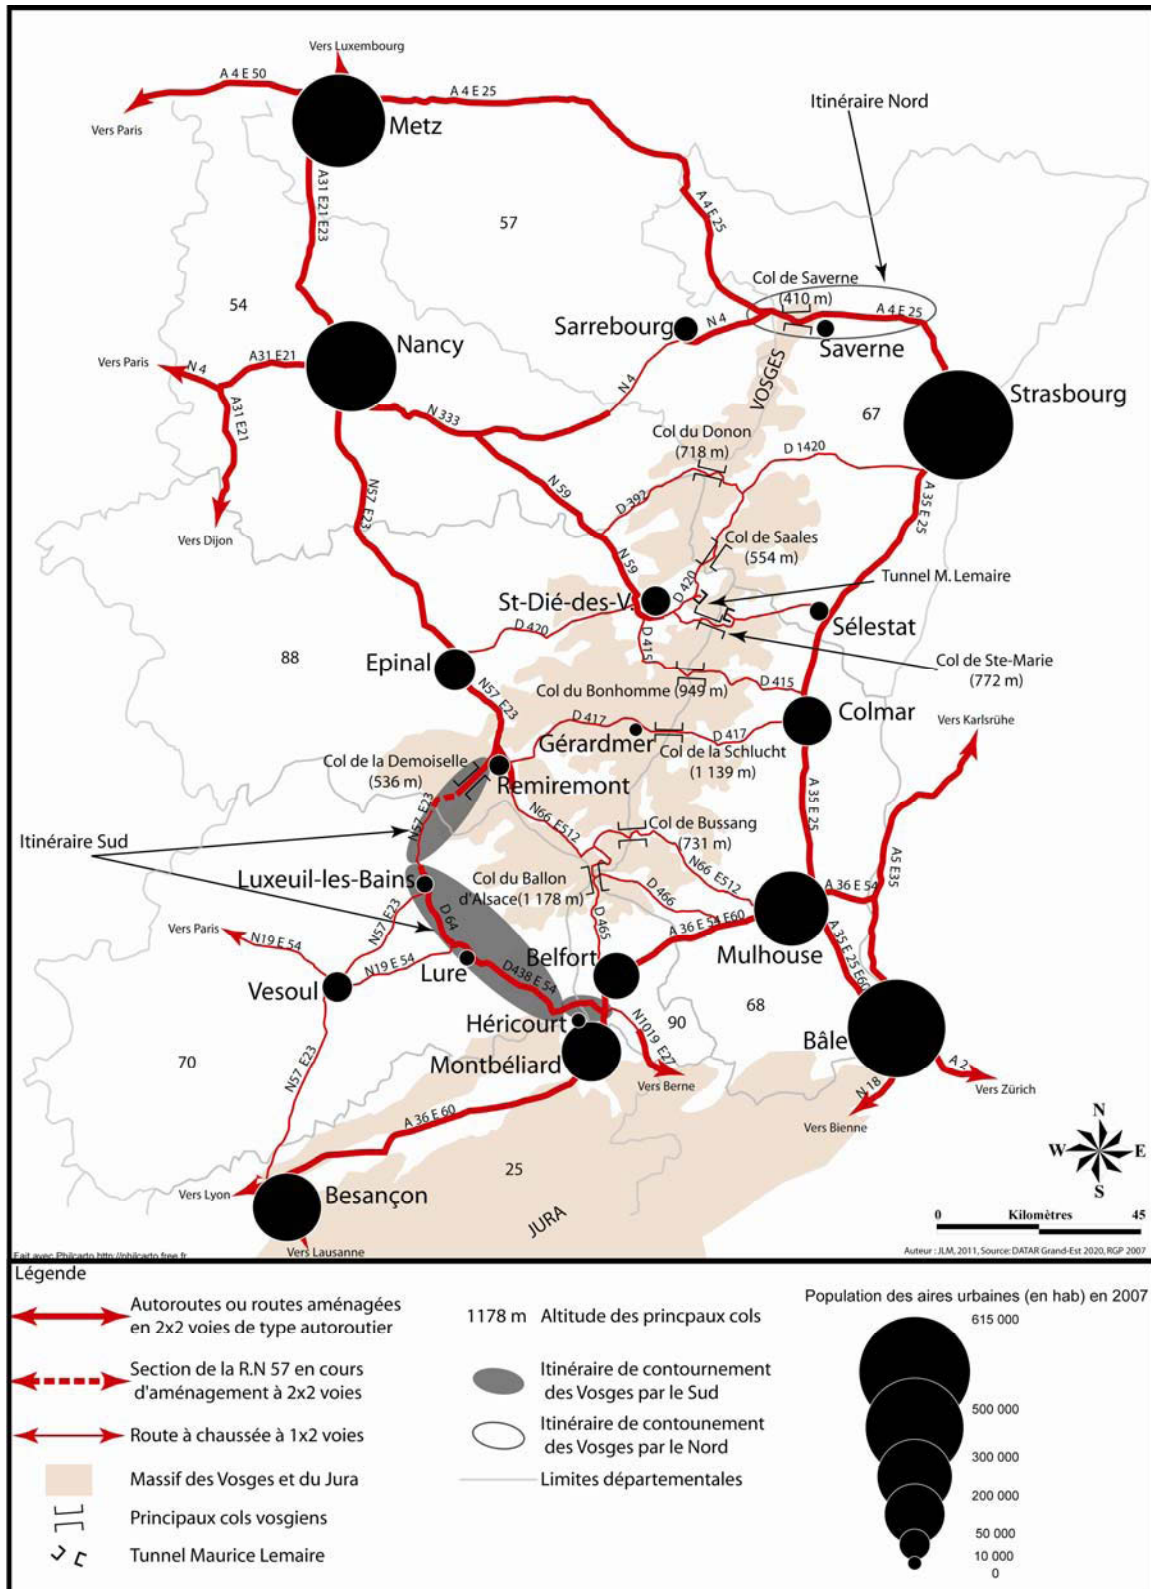 Vers Luxembourg
A 4 E 50
A 4 E 25
Itinéraire Nord
Vers Paris
Metz
A31 E21 E23
57
A 4 E 25
Col de Saverne
(410 m)
54
A 4 E 25
Sarrebourg
N 4
Saverne
Nancy
Vers Paris
N 4
A31 E21
N 4
VOSGES
Strasbourg
A31 E21
N 333
67
Col du Donon
(718 m)
D 1420
N57 E23
N 59
D 392
A 35 E 25
Vers Dijon
Col de Saales
(554 m)
N 59
Tunnel M. Lemaire
D 420
St-Dié-des-V.
Sélestat
D 420
D 415
88
Epinal
Col de Ste-Marie
(772 m)
N57 E23
Col du Bonhomme (949 m)
D 415
D 417
Colmar
Vers Karlsrühe
Gérardmer
D 417
Col de la Schlucht
(1 139 m)
Col de la Demoiselle
(536 m)
Remiremont
A 35 E 25
N57 E23
N66 E512
Col de Bussang
(731 m)
Itinéraire Sud
A5 E35
N66 E512
Luxeuil-les-Bains
Col du Ballon
d'Alsace(1 178 m)
D 466
A 36 E 54
N57 E23
D 64
D 465
A 36 E 54 E60
Mulhouse
A 35 E 25 E60
Vers Paris
N19 E 54
N19 E 54
Lure
Belfort
Vesoul
D438 E 54
68
90
Héricourt
N1019 E27
Bâle
70
Montbéliard
N57 E23
A 2
Vers Berne
N 18
Vers Zürich
A 36 E 60
Vers Bienne
N
W
E
S
25
Vers Lyon
Besançon
JURA
0 Kilomètres 45
Vers Lausanne
Fait avec Philcarto http://philcarto.free.fr
Auteur : JLM, 2011, Source: DATAR Grand-Est 2020, RGP 2007
Légende
Autoroutes ou routes aménagées
en 2x2 voies de type autoroutier
Section de la R.N 57 en cours
d'aménagement à 2x2 voies
Route à chaussée à 1x2 voies
Massif des Vosges et du Jura
Principaux cols vosgiens
Tunnel Maurice Lemaire
1178 m Altitude des princpaux cols
Itinéraire de contournement
des Vosges par le Sud
Itinéraire de contounement
des Vosges par le Nord
Limites départementales
Population des aires urbaines (en hab) en 2007
615 000
500 000
300 000
200 000
50 000
10 000
0